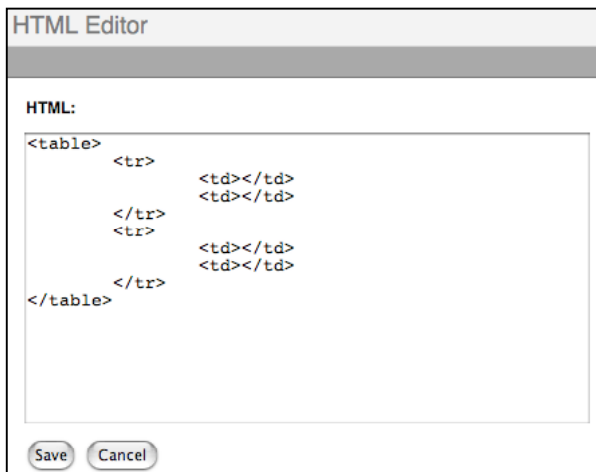 HTML Editor
HTML:
<table>
<tr>
<td></td>
<td></td>
</tr>
<tr>
<td></td>
<td></td>
</tr>
</table>
Save Cancel